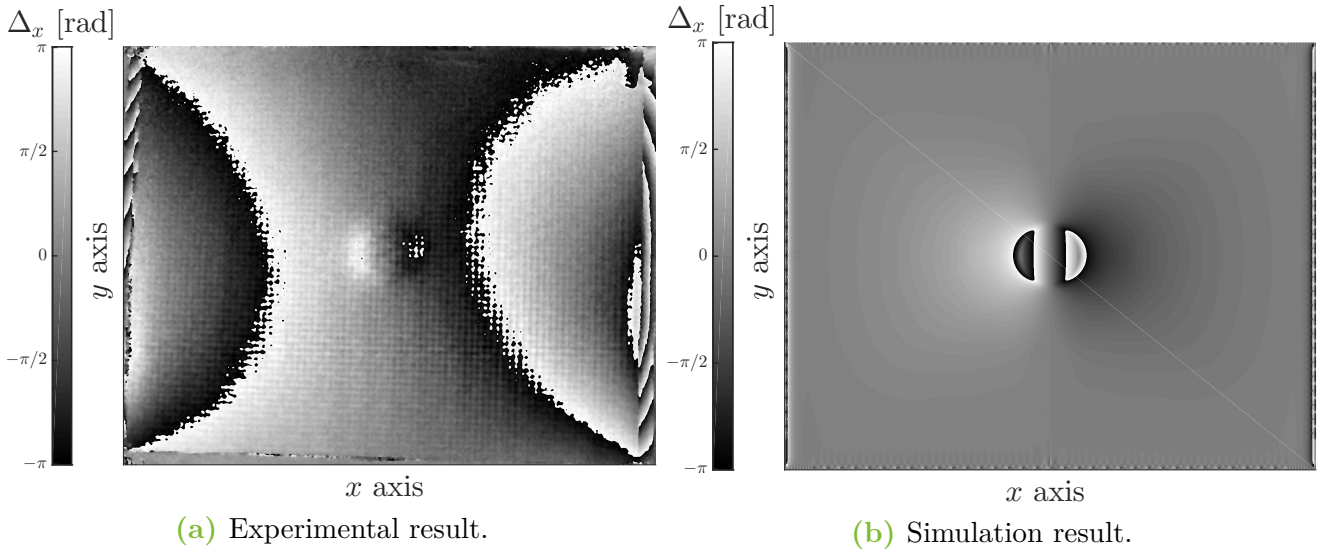 Δx [rad]
π
π/2
0
−π/2
−π
y axis
x axis
(a) Experimental result.
Δx [rad]
π
π/2
0
−π/2
−π
y axis
x axis
(b) Simulation result.